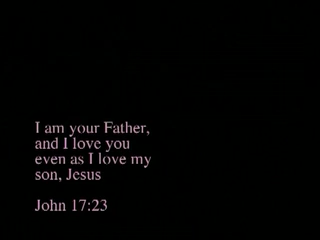 I am your Father,
and I love you
even as I love my
son, Jesus
John 17:23